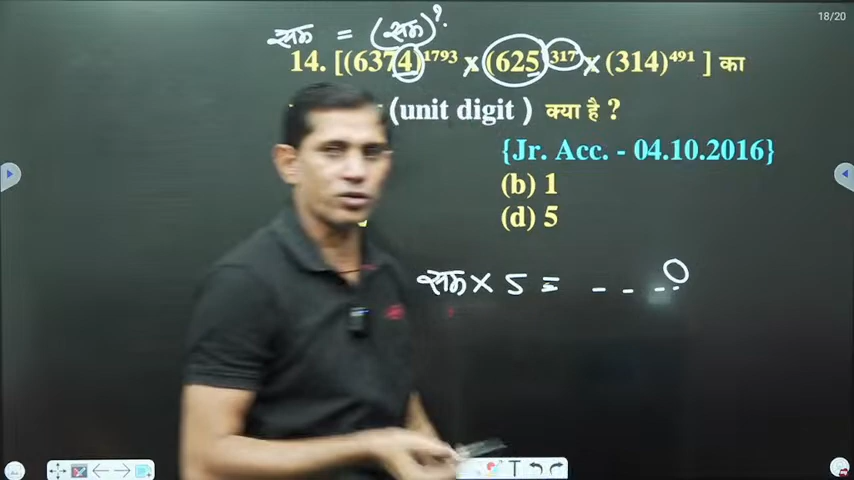 18/20
सम = (सम)?
14. [(6374)¹⁷⁹³ × (625)³¹⁷ × (314)⁴⁹¹ ] का
(unit digit ) क्या है ?
{Jr. Acc. - 04.10.2016}
(b) 1
(d) 5
सम × 5 = - - - 0
T